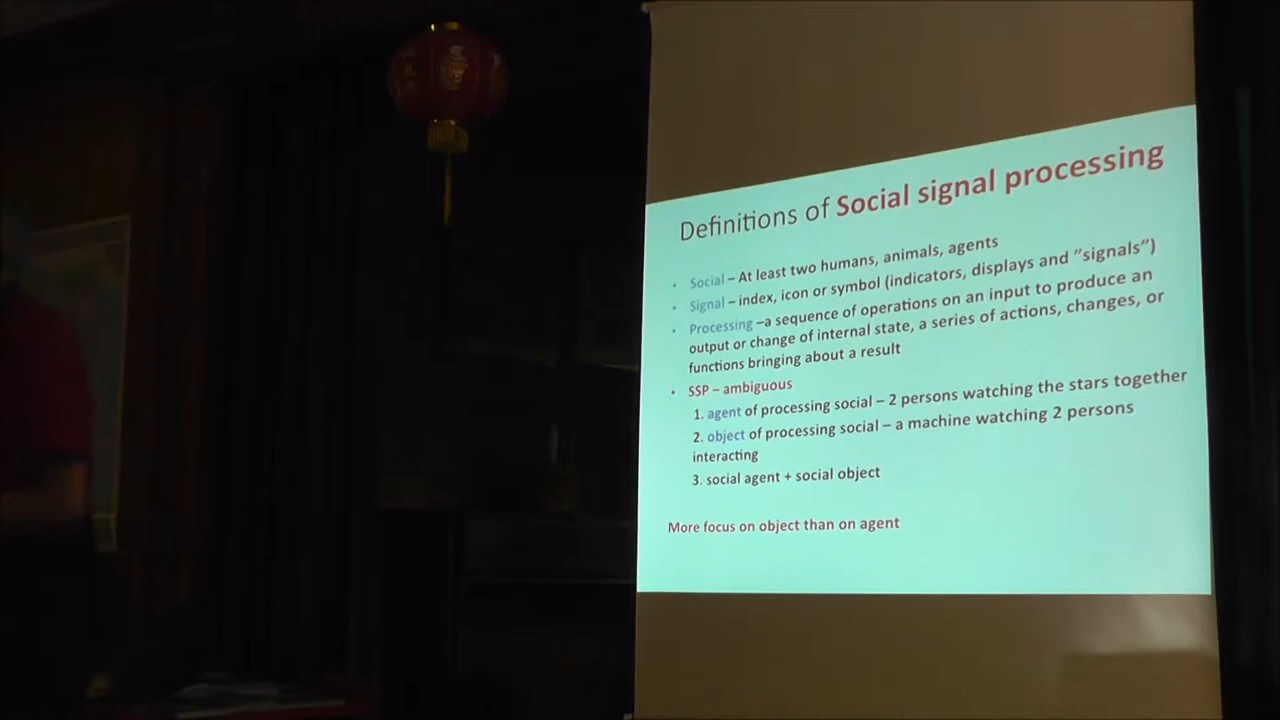 Definitions of Social signal processing
• Social – At least two humans, animals, agents
• Signal – index, icon or symbol (indicators, displays and ”signals”)
• Processing –a sequence of operations on an input to produce an
output or change of internal state, a series of actions, changes, or
functions bringing about a result
• SSP – ambiguous
1. agent of processing social – 2 persons watching the stars together
2. object of processing social – a machine watching 2 persons
interacting
3. social agent + social object
More focus on object than on agent